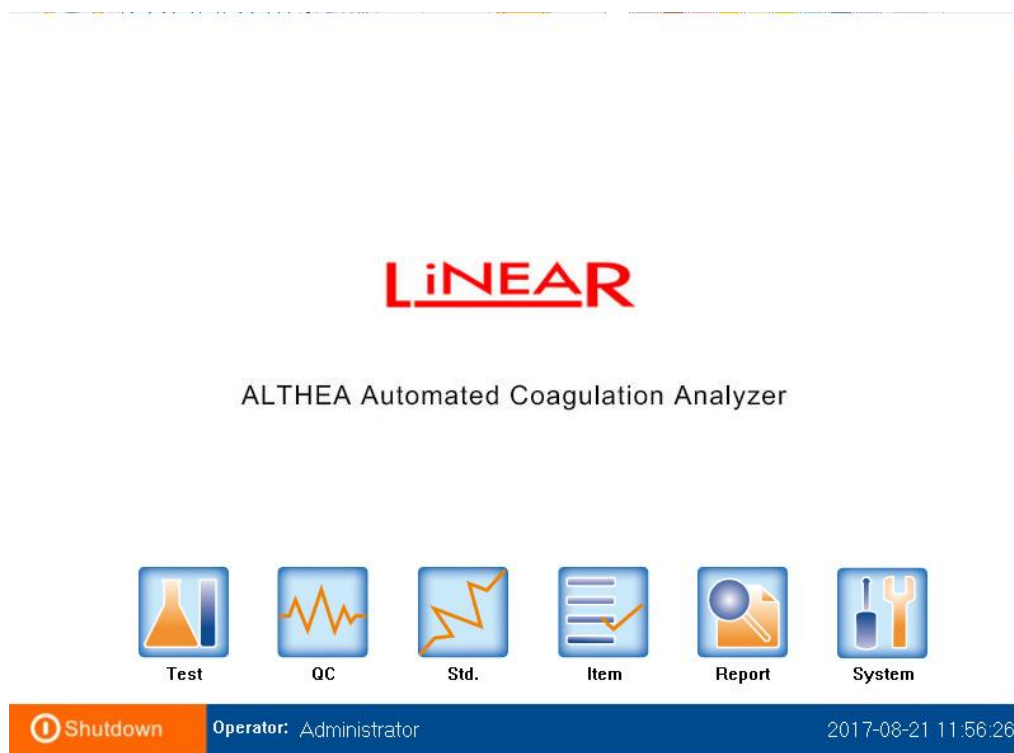 LiNEAR
ALTHEA Automated Coagulation Analyzer
Test QC Std. Item Report System
Shutdown Operator: Administrator 2017-08-21 11:56:26